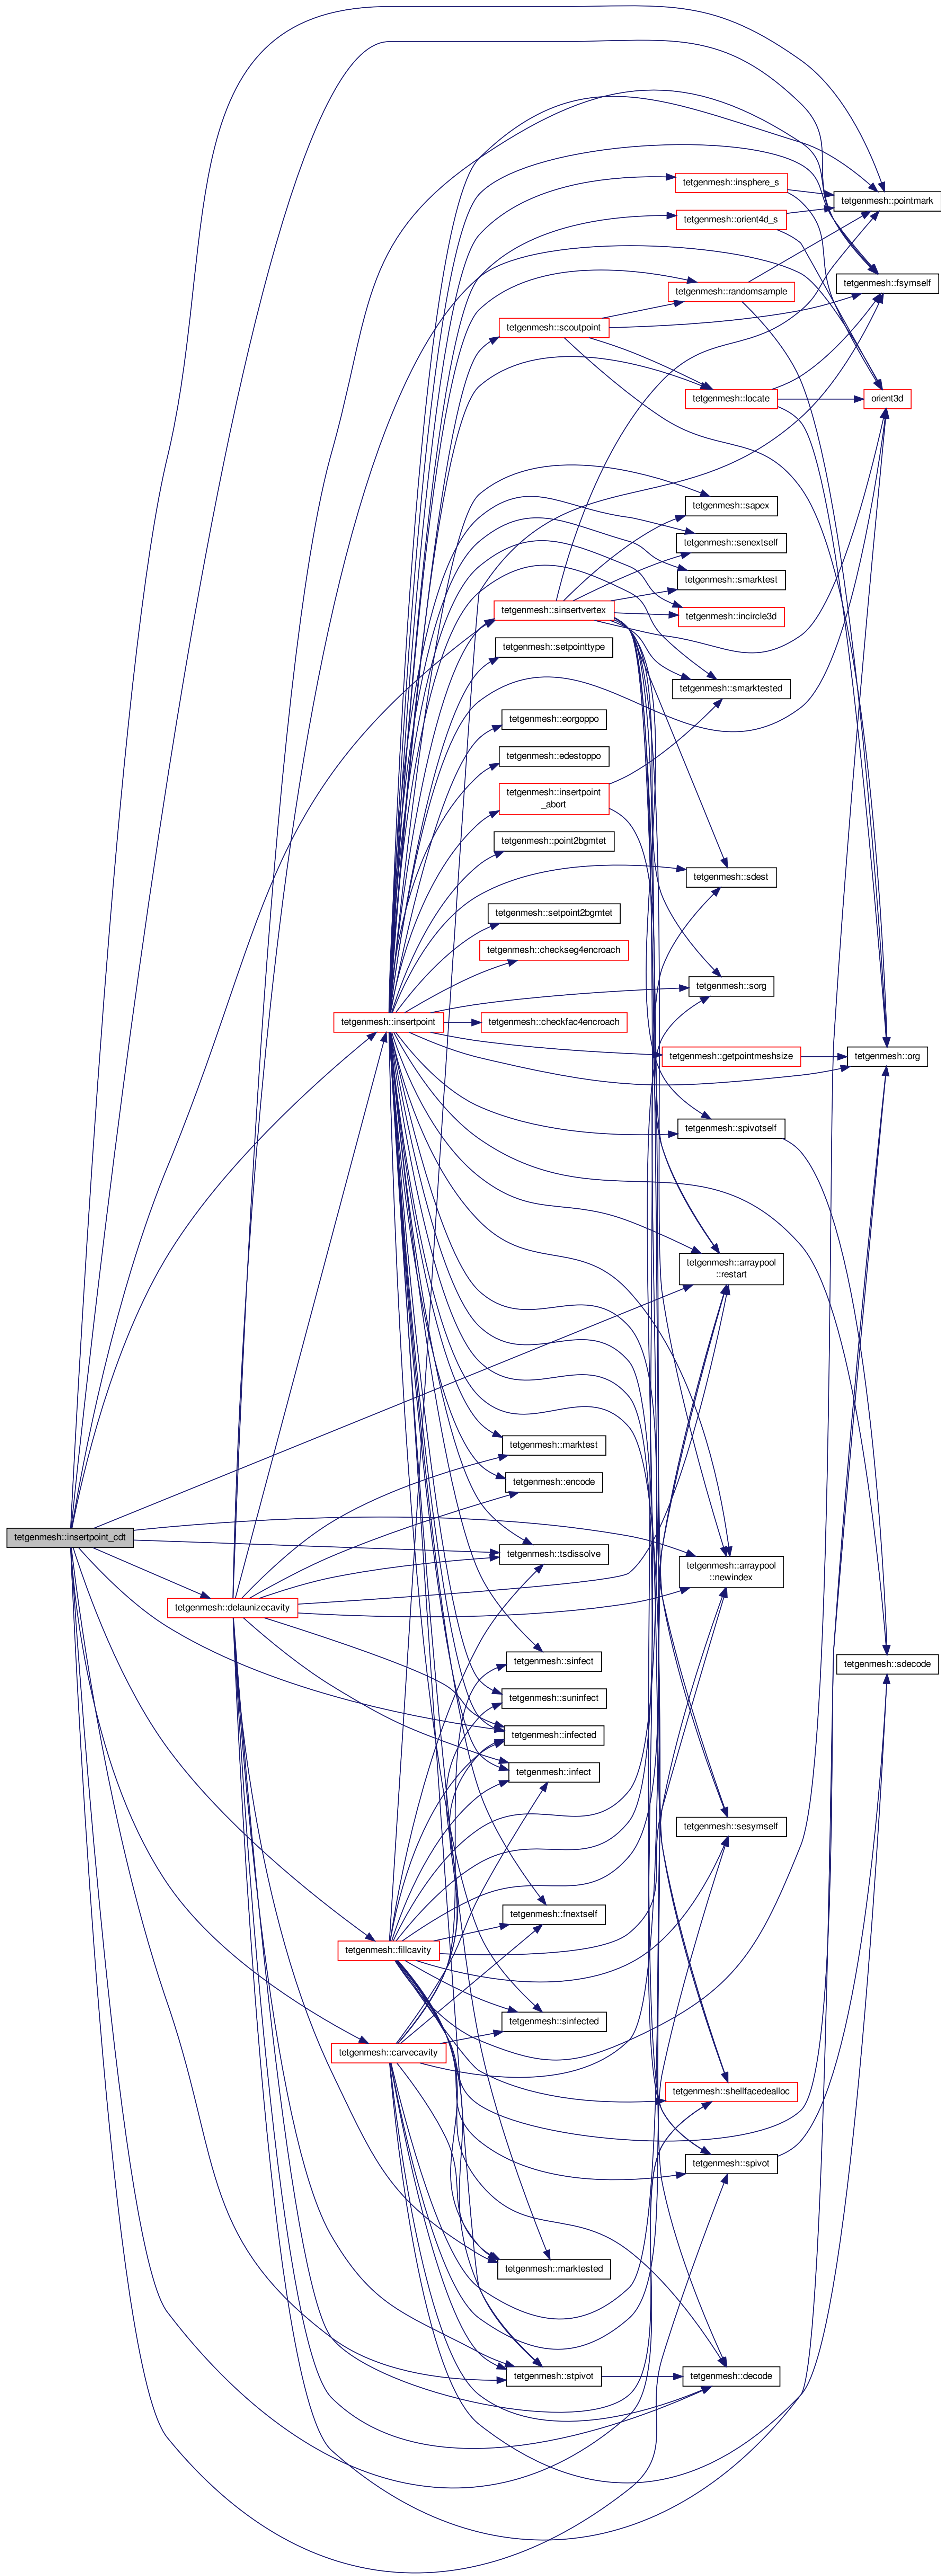 tetgenmesh::insphere_s
tetgenmesh::pointmark
tetgenmesh::orient4d_s
tetgenmesh::fsymself
tetgenmesh::randomsample
tetgenmesh::scoutpoint
tetgenmesh::locate
orient3d
tetgenmesh::sapex
tetgenmesh::senextself
tetgenmesh::smarktest
tetgenmesh::sinsertvertex
tetgenmesh::incircle3d
tetgenmesh::setpointtype
tetgenmesh::smarktested
tetgenmesh::eorgoppo
tetgenmesh::edestoppo
tetgenmesh::insertpoint
_abort
tetgenmesh::point2bgmtet
tetgenmesh::sdest
tetgenmesh::setpoint2bgmtet
tetgenmesh::checkseg4encroach
tetgenmesh::sorg
tetgenmesh::insertpoint
tetgenmesh::checkfac4encroach
tetgenmesh::getpointmeshsize
tetgenmesh::org
tetgenmesh::spivotself
tetgenmesh::arraypool
::restart
tetgenmesh::marktest
tetgenmesh::encode
tetgenmesh::insertpoint_cdt
tetgenmesh::tsdissolve
tetgenmesh::arraypool
::newindex
tetgenmesh::delaunizecavity
tetgenmesh::sinfect
tetgenmesh::sdecode
tetgenmesh::suninfect
tetgenmesh::infected
tetgenmesh::infect
tetgenmesh::sesymself
tetgenmesh::fnextself
tetgenmesh::fillcavity
tetgenmesh::sinfected
tetgenmesh::carvecavity
tetgenmesh::shellfacedealloc
tetgenmesh::spivot
tetgenmesh::marktested
tetgenmesh::stpivot
tetgenmesh::decode